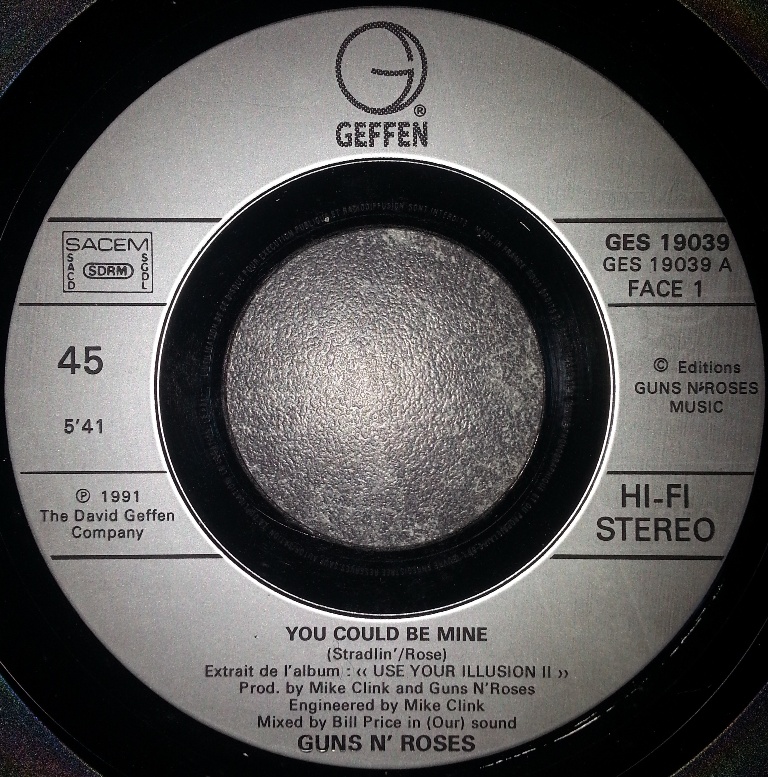 GEFFEN®
SACEM
SACD
SDRM
SGDL
GES 19039
GES 19039 A
FACE 1
45
5'41
© Editions
GUNS N'ROSES
MUSIC
℗ 1991
The David Geffen
Company
HI-FI
STEREO
YOU COULD BE MINE
(Stradlin'/Rose)
Extrait de l'album : ‹‹ USE YOUR ILLUSION II ››
Prod. by Mike Clink and Guns N'Roses
Engineered by Mike Clink
Mixed by Bill Price in (Our) sound
GUNS N' ROSES